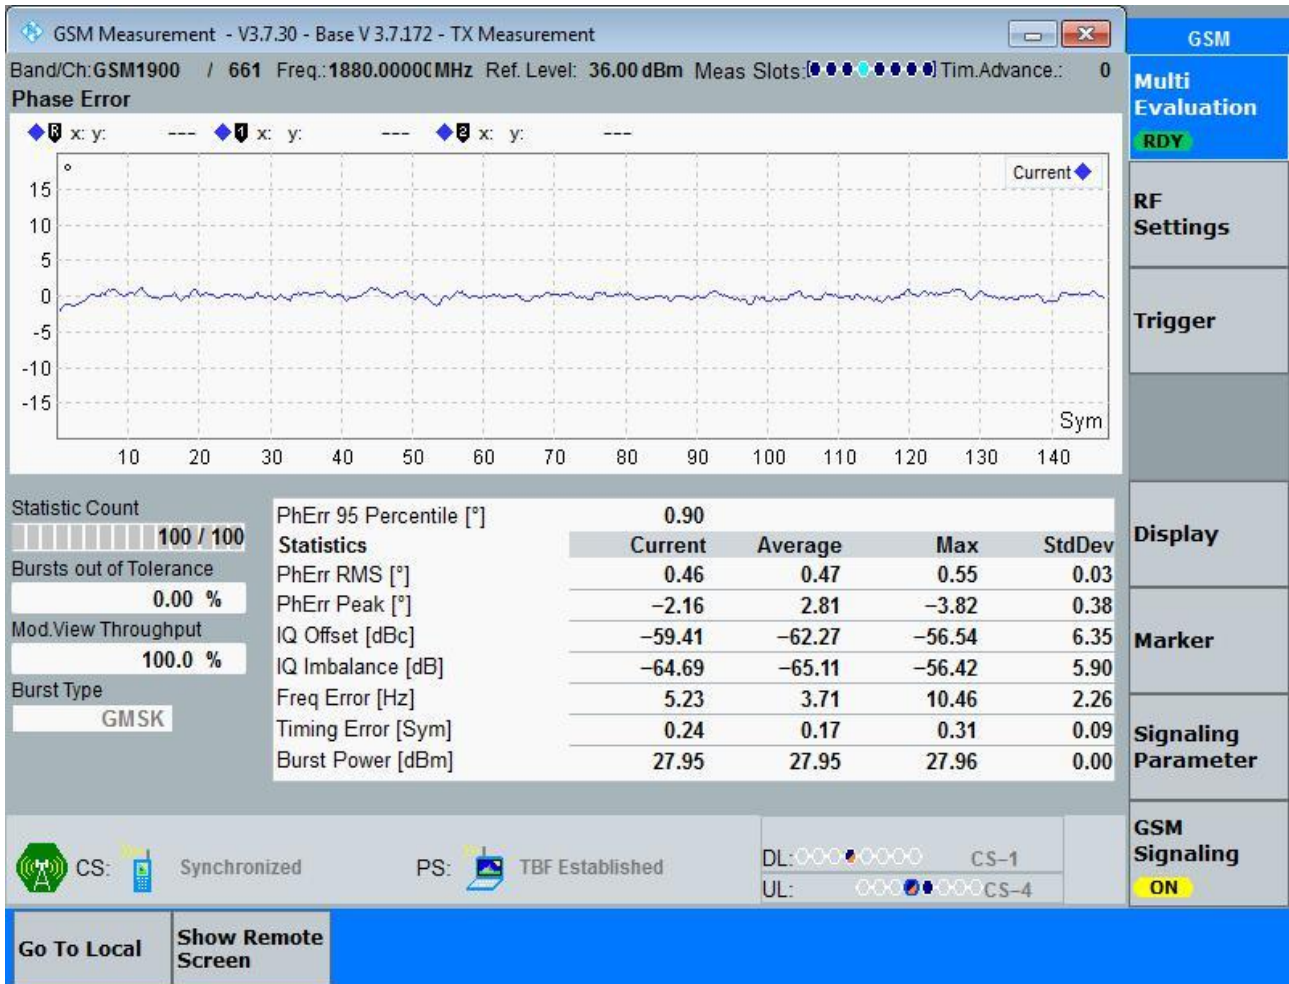 GSM Measurement - V3.7.30 - Base V 3.7.172 - TX Measurement
GSM
Band/Ch:GSM1900 / 661 Freq.:1880.00000 MHz Ref. Level: 36.00 dBm Meas Slots: Tim.Advance.: 0
Phase Error
R x: y: --- 1 x: y: --- 2 x: y: ---
°
Current
15
10
5
0
-5
-10
-15
Sym
10 20 30 40 50 60 70 80 90 100 110 120 130 140
Statistic Count
100 / 100
Bursts out of Tolerance
0.00 %
Mod.View Throughput
100.0 %
Burst Type
GMSK
PhErr 95 Percentile [°] 0.90
Statistics Current Average Max StdDev
PhErr RMS [°] 0.46 0.47 0.55 0.03
PhErr Peak [°] −2.16 2.81 −3.82 0.38
IQ Offset [dBc] −59.41 −62.27 −56.54 6.35
IQ Imbalance [dB] −64.69 −65.11 −56.42 5.90
Freq Error [Hz] 5.23 3.71 10.46 2.26
Timing Error [Sym] 0.24 0.17 0.31 0.09
Burst Power [dBm] 27.95 27.95 27.96 0.00
CS: Synchronized PS: TBF Established
DL: CS−1
UL: CS−4
Multi
Evaluation
RDY
RF
Settings
Trigger
Display
Marker
Signaling
Parameter
GSM
Signaling
ON
Go To Local
Show Remote
Screen